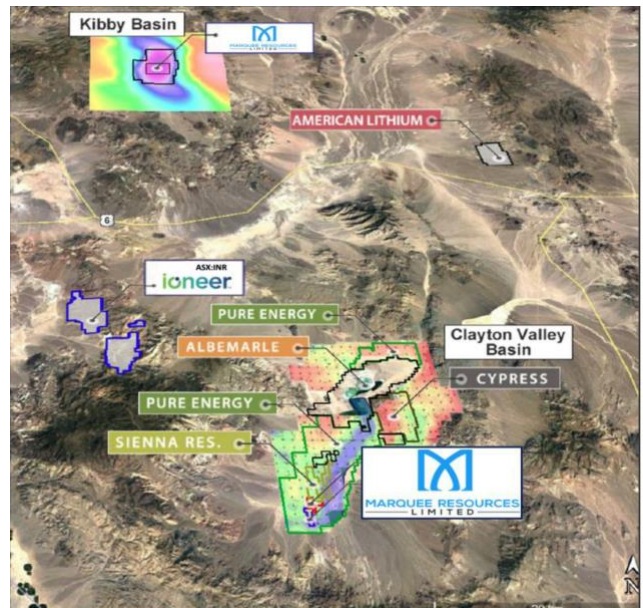 Kibby Basin
MARQUEE RESOURCES
LIMITED
AMERICAN LITHIUM
6
ASX:INR
ioneer
PURE ENERGY
Clayton Valley
Basin
ALBEMARLE
CYPRESS
PURE ENERGY
SIENNA RES.
MARQUEE RESOURCES
LIMITED
N